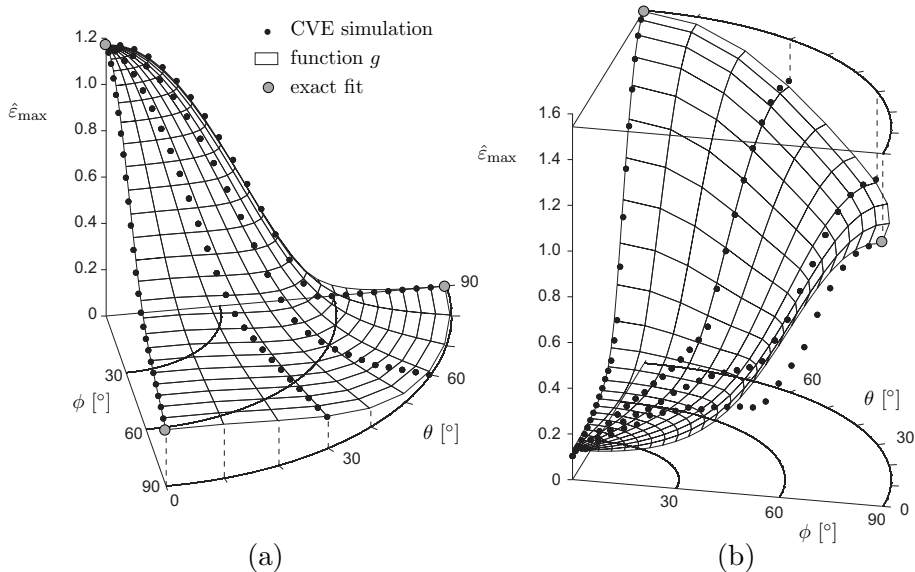 CVE simulation
function g
exact fit
1.2
1.0
0.8
0.6
0.4
0.2
0
ε̂max
30
60
90
ϕ [°]
0
30
60
90
θ [°]
(a)
1.6
1.4
1.2
1.0
0.8
0.6
0.4
0.2
0
ε̂max
30
60
90
ϕ [°]
0
30
60
θ [°]
(b)